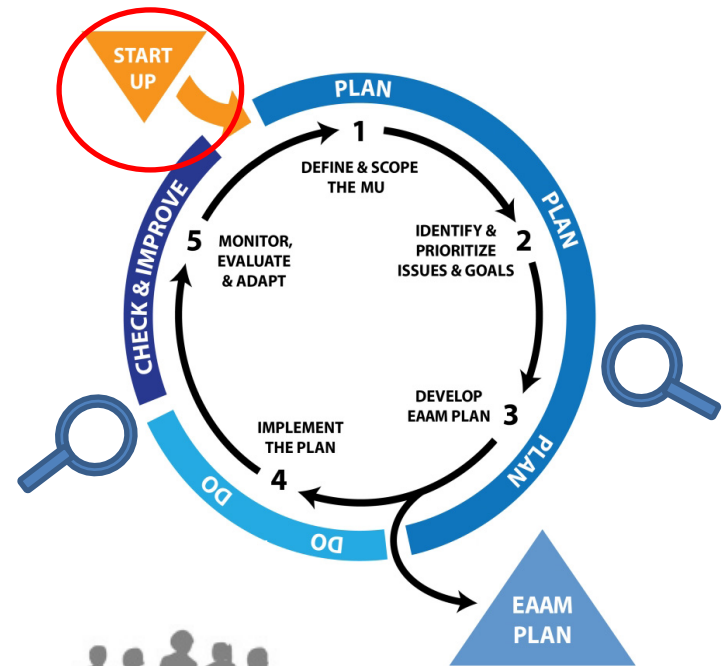 START
UP
PLAN
1
DEFINE & SCOPE
THE MU
PLAN
2
IDENTIFY &
PRIORITIZE
ISSUES & GOALS
3
DEVELOP
EAAM PLAN
PLAN
4
IMPLEMENT
THE PLAN
DO
DO
5
MONITOR,
EVALUATE
& ADAPT
CHECK & IMPROVE
EAAM
PLAN